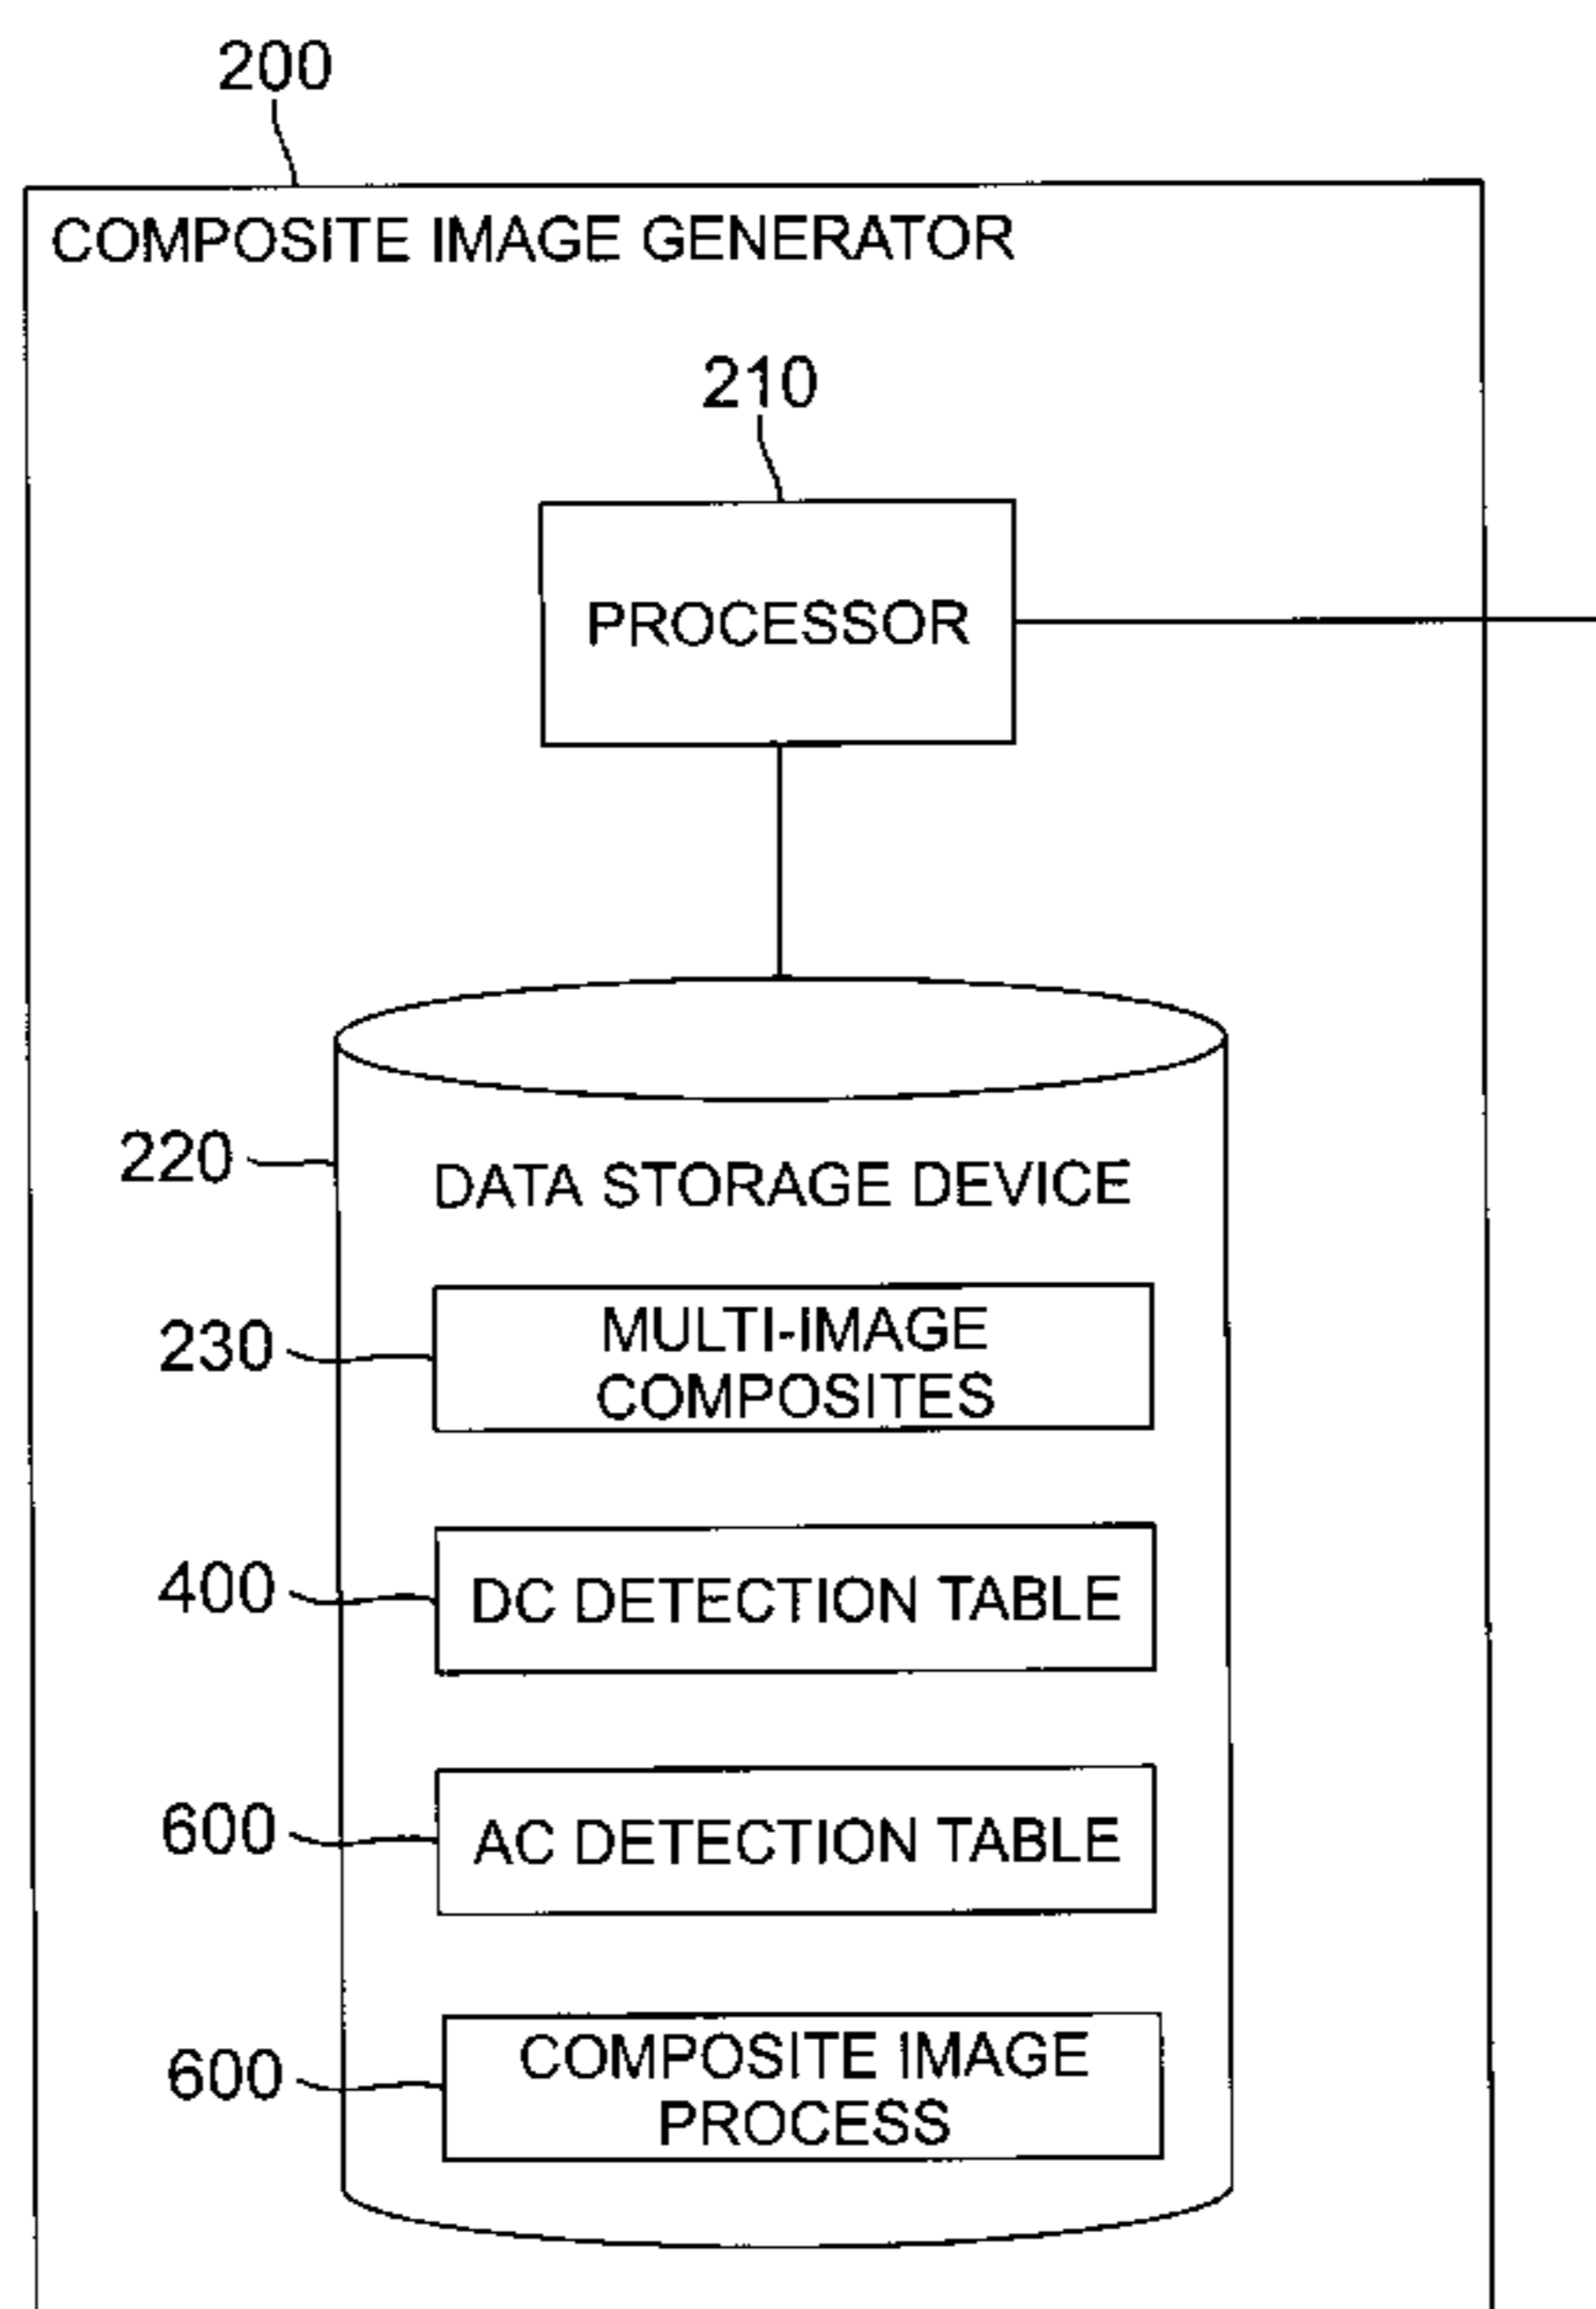 200
COMPOSITE IMAGE GENERATOR
210
PROCESSOR
220
DATA STORAGE DEVICE
230
MULTI-IMAGE
COMPOSITES
400
DC DETECTION TABLE
600
AC DETECTION TABLE
600
COMPOSITE IMAGE
PROCESS